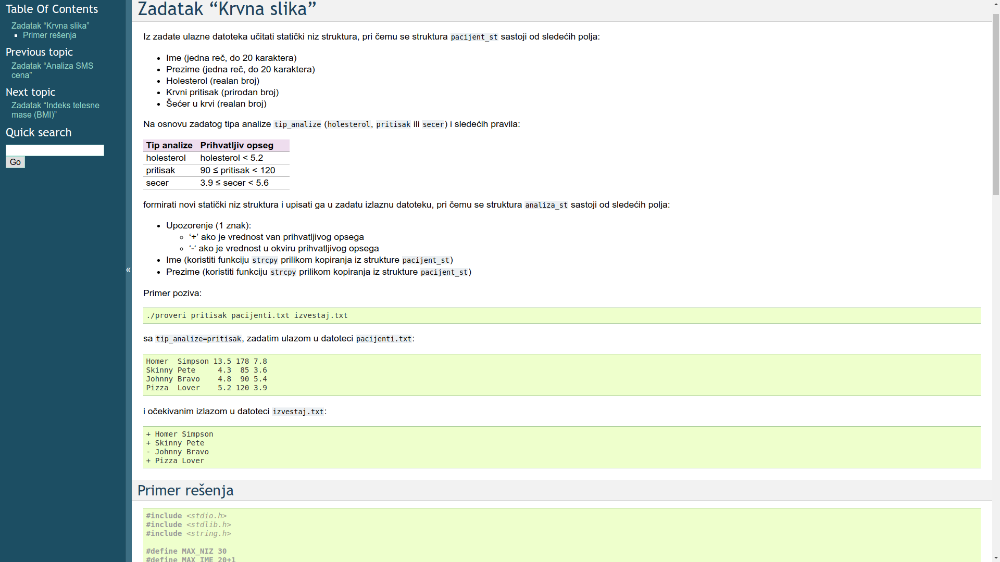 Table Of Contents
Zadatak “Krvna slika”
Primer rešenja
Previous topic
Zadatak “Analiza SMS
cena”
Next topic
Zadatak “Indeks telesne
mase (BMI)”
Quick search
Go
«
Zadatak “Krvna slika”
Iz zadate ulazne datoteka učitati statički niz struktura, pri čemu se struktura pacijent_st sastoji od sledećih polja:
Ime (jedna reč, do 20 karaktera)
Prezime (jedna reč, do 20 karaktera)
Holesterol (realan broj)
Krvni pritisak (prirodan broj)
Šećer u krvi (realan broj)
Na osnovu zadatog tipa analize tip_analize (holesterol, pritisak ili secer) i sledećih pravila:
Tip analize Prihvatljiv opseg
holesterol holesterol < 5.2
pritisak 90 ≤ pritisak < 120
secer 3.9 ≤ secer < 5.6
formirati novi statički niz struktura i upisati ga u zadatu izlaznu datoteku, pri čemu se struktura analiza_st sastoji od sledećih polja:
Upozorenje (1 znak):
‘+’ ako je vrednost van prihvatljivog opsega
‘-‘ ako je vrednost u okviru prihvatljivog opsega
Ime (koristiti funkciju strcpy prilikom kopiranja iz strukture pacijent_st)
Prezime (koristiti funkciju strcpy prilikom kopiranja iz strukture pacijent_st)
Primer poziva:
./proveri pritisak pacijenti.txt izvestaj.txt
sa tip_analize=pritisak, zadatim ulazom u datoteci pacijenti.txt:
Homer  Simpson 13.5 178 7.8
Skinny Pete     4.3  85 3.6
Johnny Bravo    4.8  90 5.4
Pizza  Lover    5.2 120 3.9
i očekivanim izlazom u datoteci izvestaj.txt:
+ Homer Simpson
+ Skinny Pete
- Johnny Bravo
+ Pizza Lover
Primer rešenja
#include <stdio.h>
#include <stdlib.h>
#include <string.h>
#define MAX_NIZ 30
#define MAX_IME 20+1